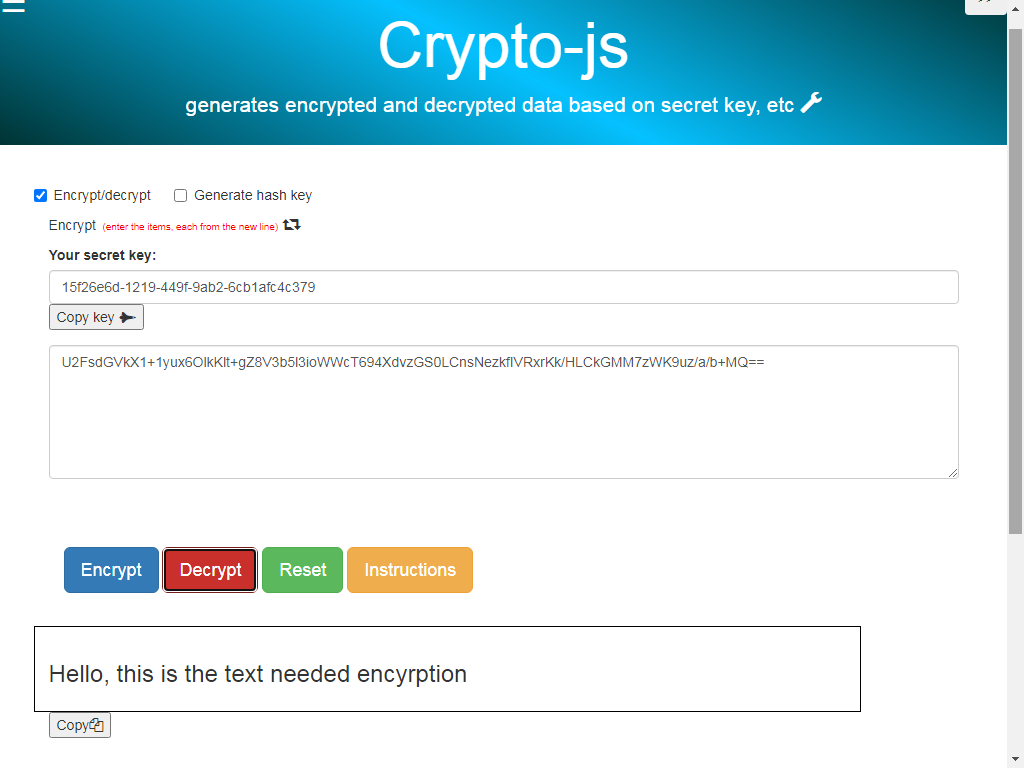 Crypto-js
generates encrypted and decrypted data based on secret key, etc
Encrypt/decrypt Generate hash key
Encrypt (enter the items, each from the new line)
Your secret key:
15f26e6d-1219-449f-9ab2-6cb1afc4c379
Copy key
U2FsdGVkX1+1yux6OIkKlt+gZ8V3b5l3ioWWcT694XdvzGS0LCnsNezkfIVRxrKk/HLCkGMM7zWK9uz/a/b+MQ==
Encrypt Decrypt Reset Instructions
Hello, this is the text needed encyrption
Copy